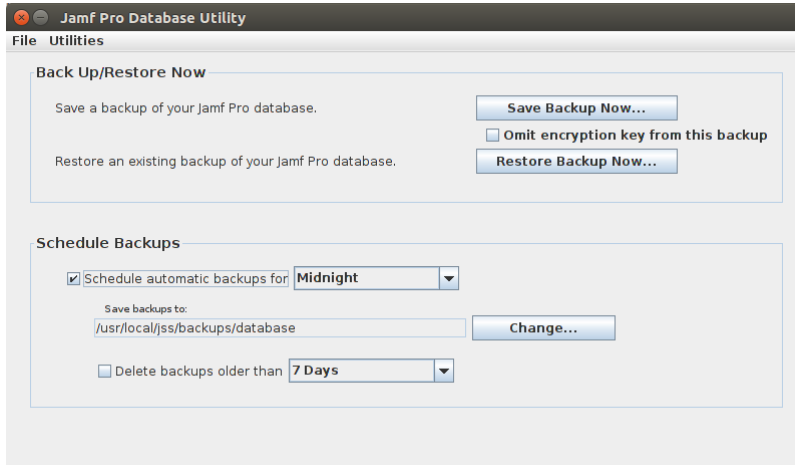 Jamf Pro Database Utility
File Utilities
Back Up/Restore Now
Save a backup of your Jamf Pro database.
Save Backup Now...
Omit encryption key from this backup
Restore an existing backup of your Jamf Pro database.
Restore Backup Now...
Schedule Backups
Schedule automatic backups for Midnight
Save backups to:
/usr/local/jss/backups/database
Change...
Delete backups older than 7 Days